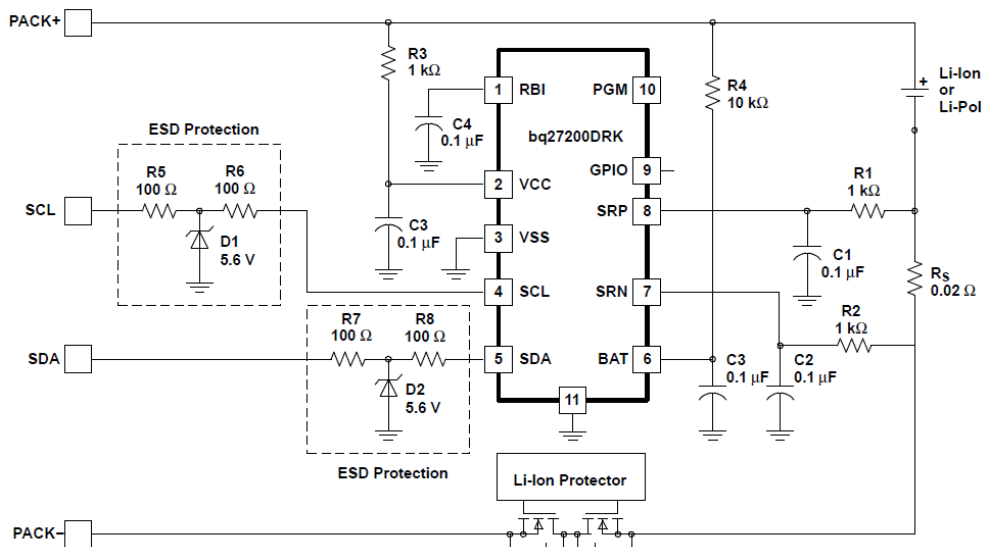 PACK+
R3
1 kΩ
1
RBI
PGM
10
R4
10 kΩ
+
Li-Ion
or
Li-Pol
C4
0.1 µF
bq27200DRK
ESD Protection
R5
100 Ω
R6
100 Ω
SCL
D1
5.6 V
2
VCC
GPIO
9
R1
1 kΩ
SRP
8
C3
0.1 µF
3
VSS
C1
0.1 µF
RS
0.02 Ω
4
SCL
SRN
7
R7
100 Ω
R8
100 Ω
R2
1 kΩ
SDA
5
SDA
BAT
6
C3
0.1 µF
C2
0.1 µF
D2
5.6 V
11
ESD Protection
Li-Ion Protector
PACK−